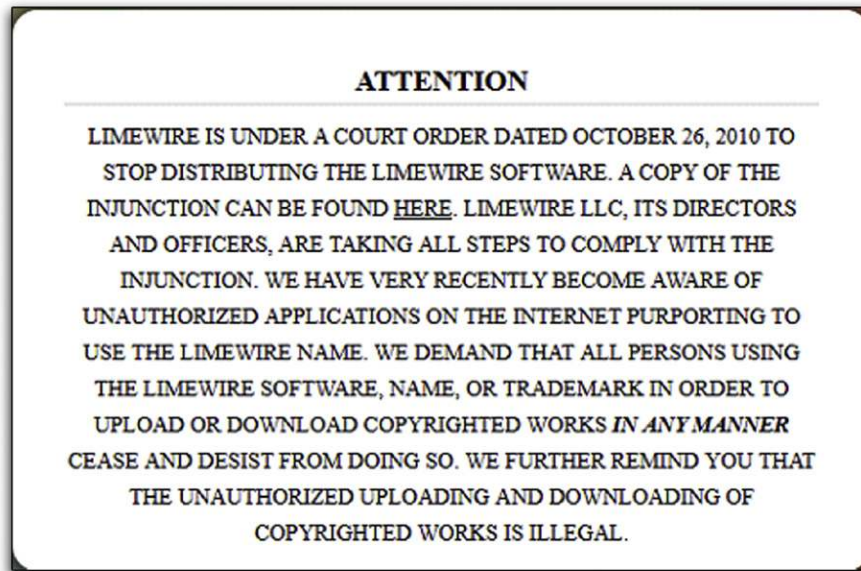 ATTENTION
LIMEWIRE IS UNDER A COURT ORDER DATED OCTOBER 26, 2010 TO
STOP DISTRIBUTING THE LIMEWIRE SOFTWARE. A COPY OF THE
INJUNCTION CAN BE FOUND HERE. LIMEWIRE LLC, ITS DIRECTORS
AND OFFICERS, ARE TAKING ALL STEPS TO COMPLY WITH THE
INJUNCTION. WE HAVE VERY RECENTLY BECOME AWARE OF
UNAUTHORIZED APPLICATIONS ON THE INTERNET PURPORTING TO
USE THE LIMEWIRE NAME. WE DEMAND THAT ALL PERSONS USING
THE LIMEWIRE SOFTWARE, NAME, OR TRADEMARK IN ORDER TO
UPLOAD OR DOWNLOAD COPYRIGHTED WORKS IN ANY MANNER
CEASE AND DESIST FROM DOING SO. WE FURTHER REMIND YOU THAT
THE UNAUTHORIZED UPLOADING AND DOWNLOADING OF
COPYRIGHTED WORKS IS ILLEGAL.